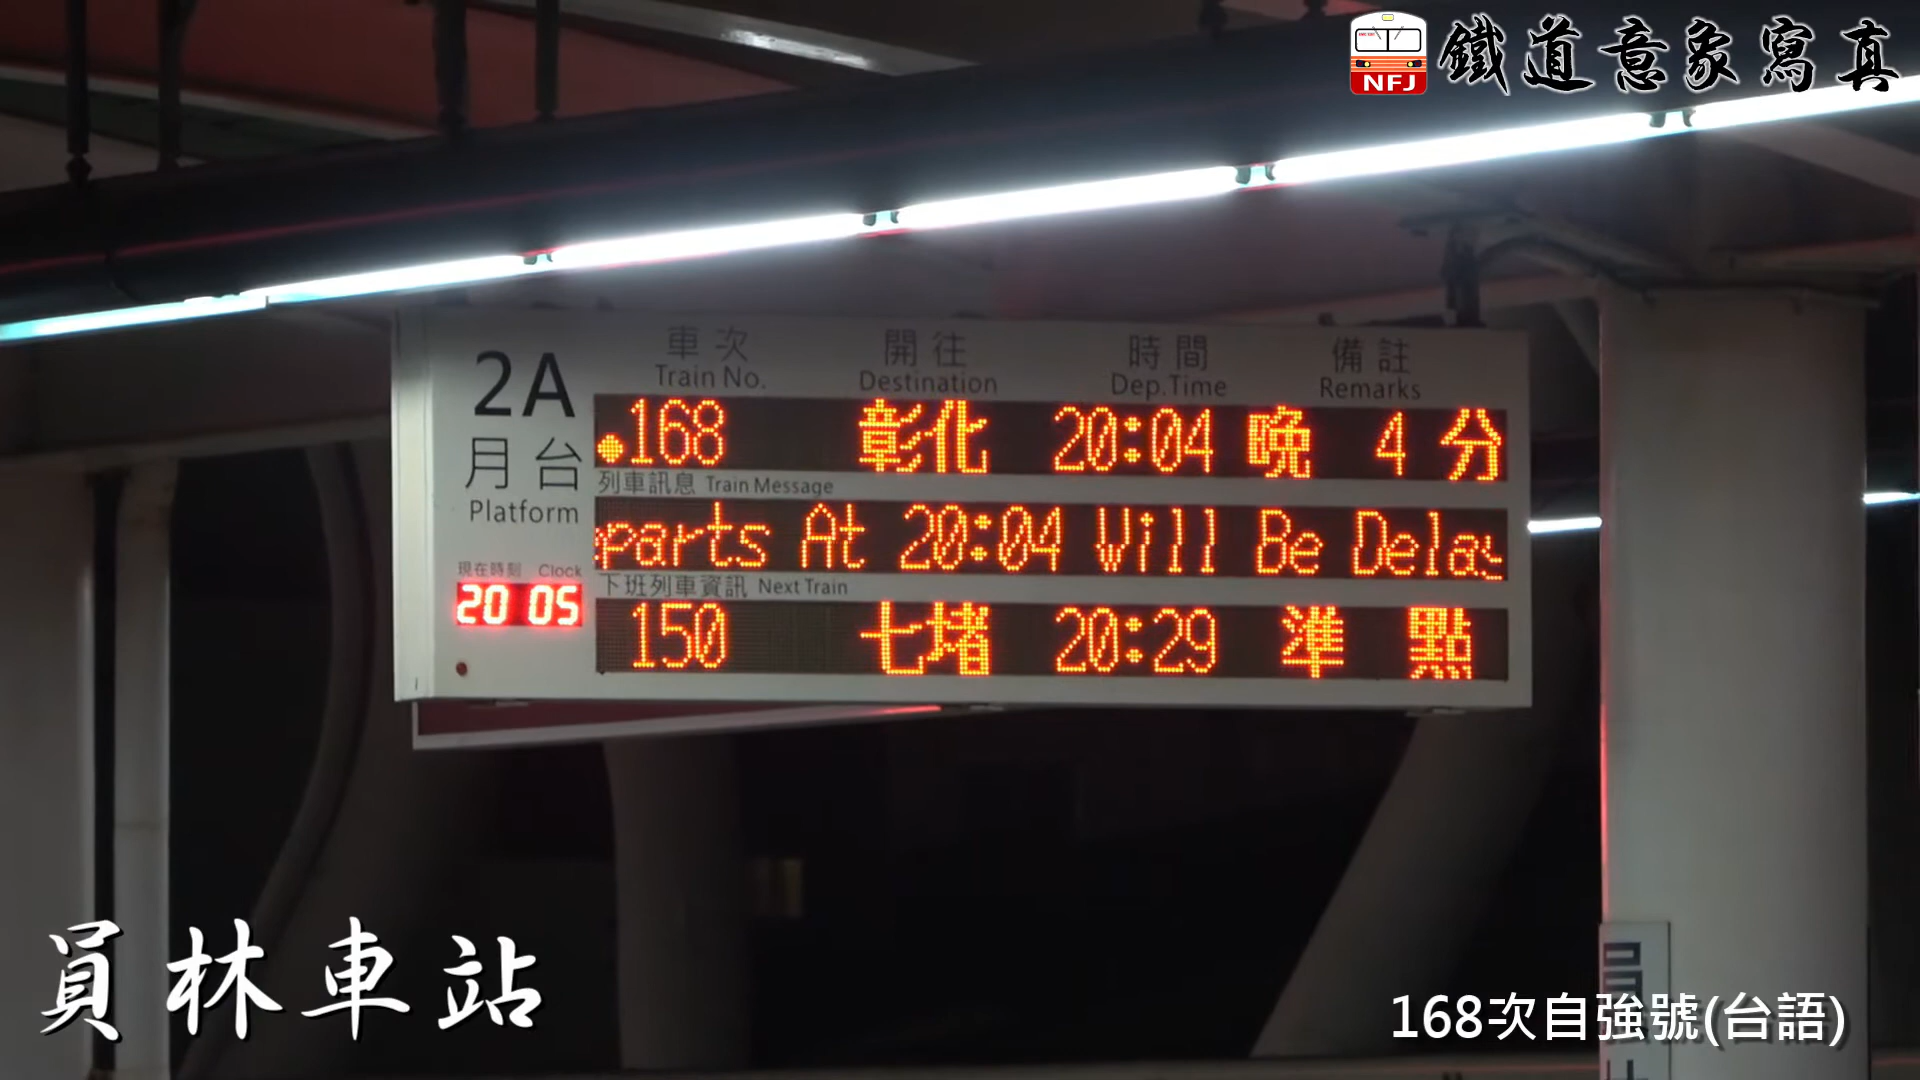 NFJ 鐵道意象寫真
2A
月台
Platform
車次 開往 時間 備註
Train No. Destination Dep.Time Remarks
168 彰化 20:04 晚 4 分
列車訊息 Train Message
parts At 20:04 Will Be Dela
現在時刻 Clock
20 05
下班列車資訊 Next Train
150 七堵 20:29 準 點
員林車站
168次自強號(台語)
員